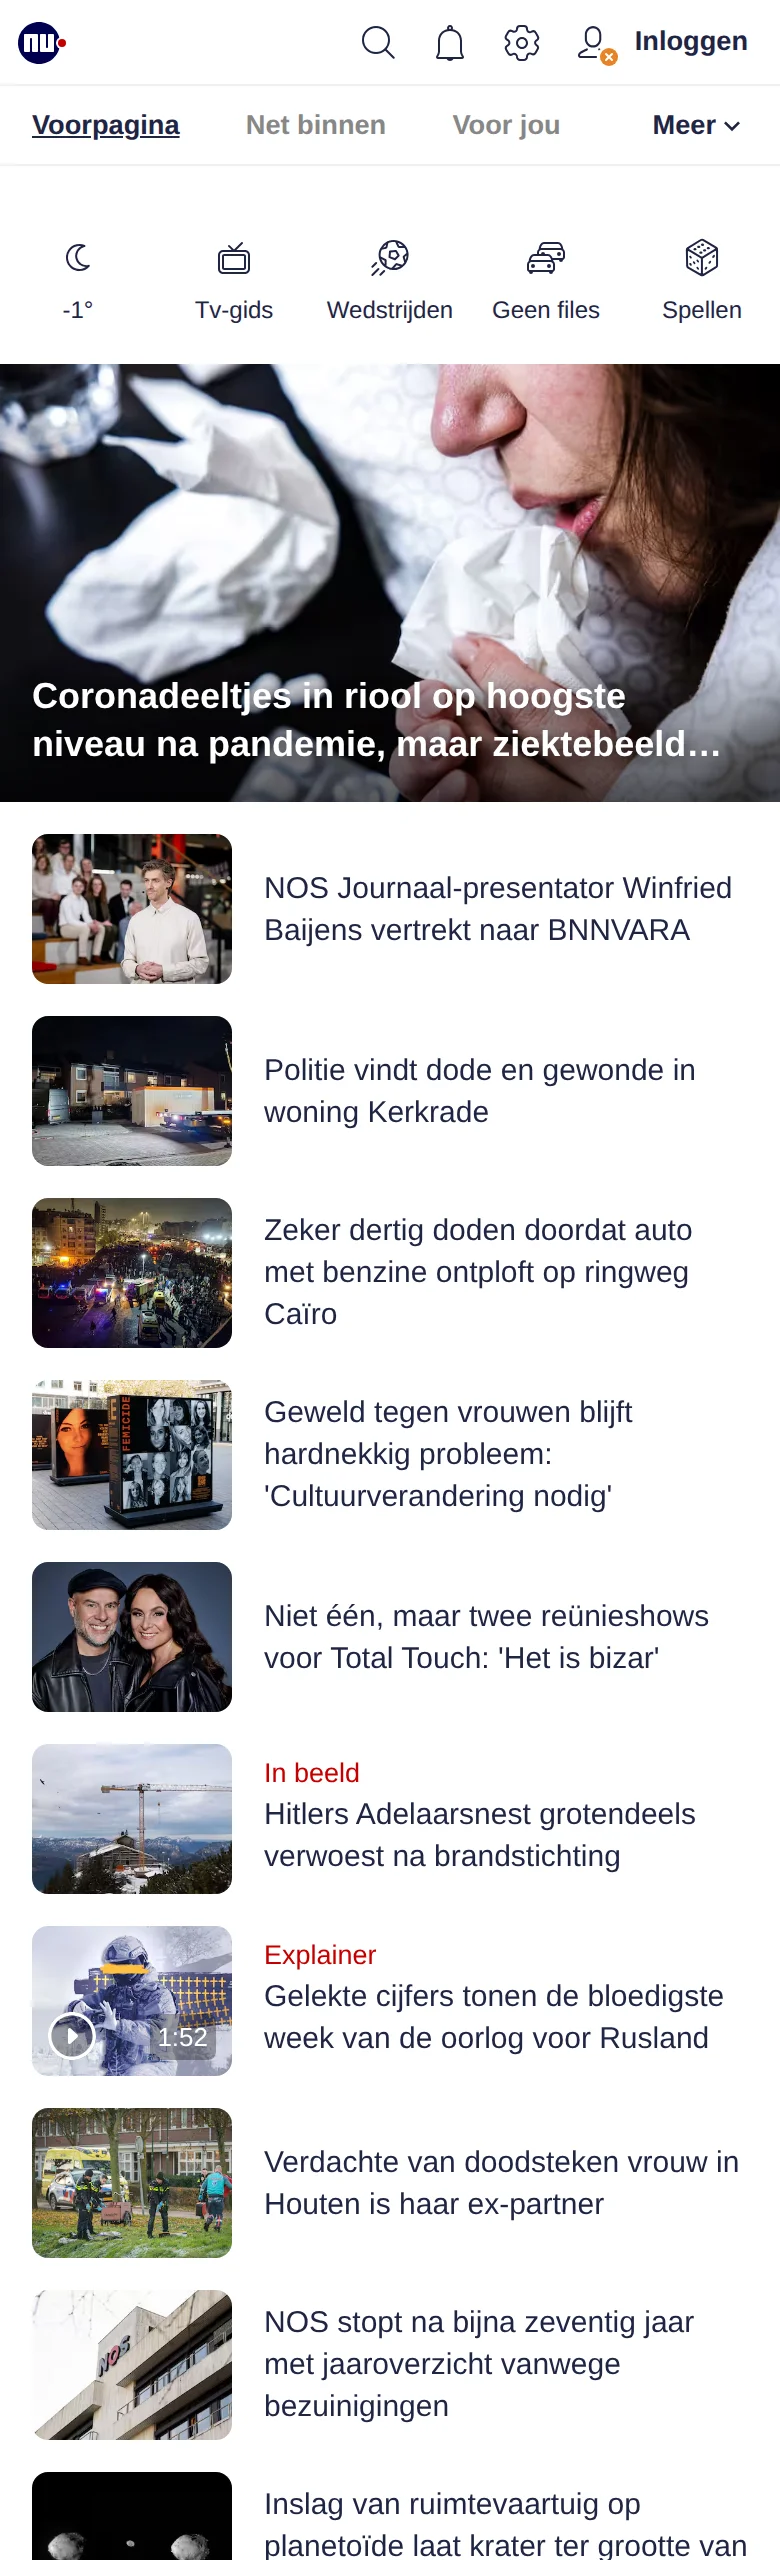 nu
Inloggen
Voorpagina
Net binnen
Voor jou
Meer
-1°
Tv-gids
Wedstrijden
Geen files
Spellen
Coronadeeltjes in riool op hoogste
niveau na pandemie, maar ziektebeeld…
NOS Journaal-presentator Winfried
Baijens vertrekt naar BNNVARA
Politie vindt dode en gewonde in
woning Kerkrade
Zeker dertig doden doordat auto
met benzine ontploft op ringweg
Caïro
FEMICIDE
Geweld tegen vrouwen blijft
hardnekkig probleem:
'Cultuurverandering nodig'
Niet één, maar twee reünieshows
voor Total Touch: 'Het is bizar'
In beeld
Hitlers Adelaarsnest grotendeels
verwoest na brandstichting
1:52
Explainer
Gelekte cijfers tonen de bloedigste
week van de oorlog voor Rusland
Verdachte van doodsteken vrouw in
Houten is haar ex-partner
NOS
NOS stopt na bijna zeventig jaar
met jaaroverzicht vanwege
bezuinigingen
Inslag van ruimtevaartuig op
planetoïde laat krater ter grootte van